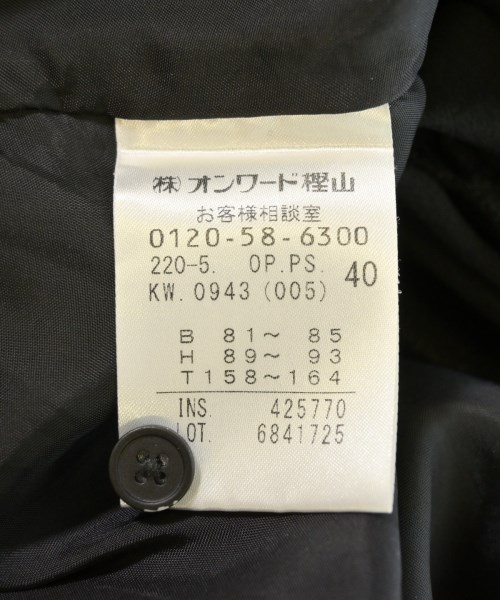 ㈱ オンワード樫山
お客様相談室
0120-58-6300
220-5. OP.PS. 40
KW.0943(005)
B 81～ 85
H 89～ 93
T158～164
INS. 425770
LOT. 6841725